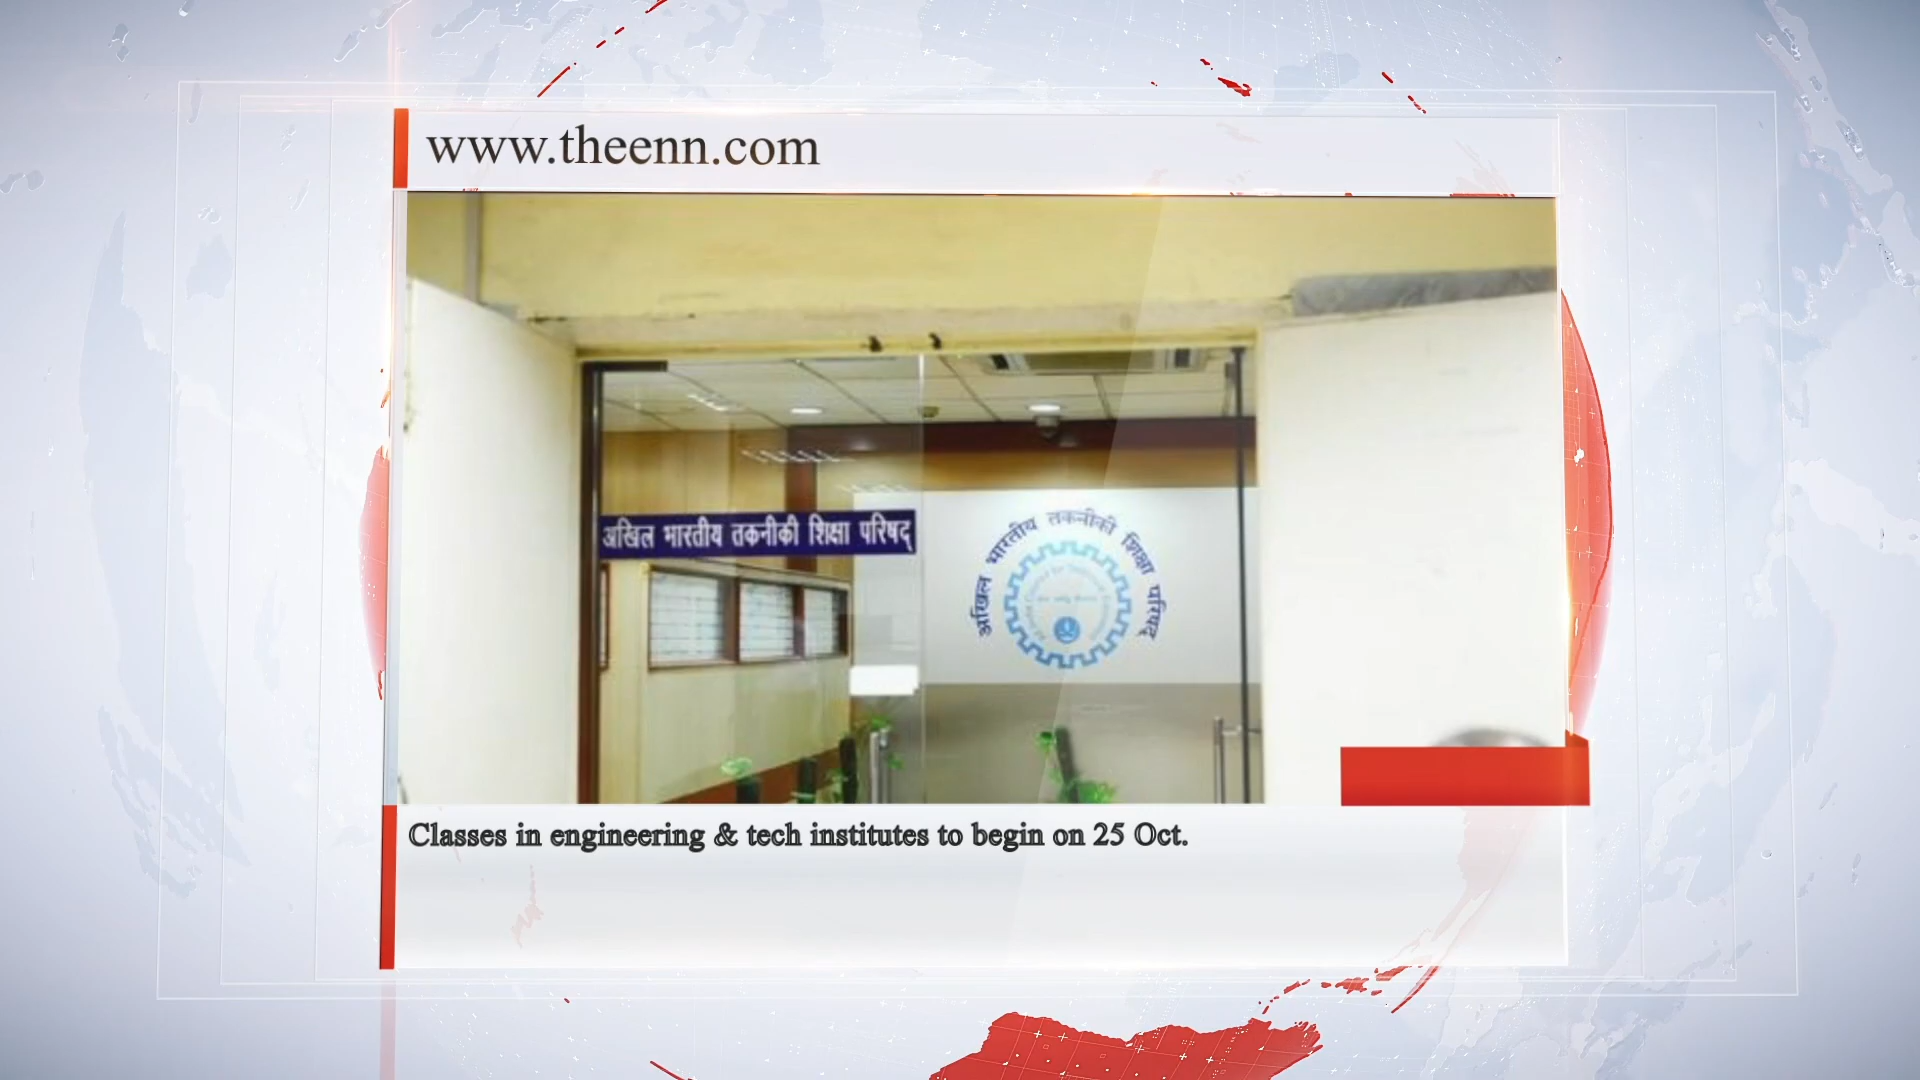 www.theenn.com
अखिल भारतीय तकनीकी शिक्षा परिषद्
अखिल भारतीय तकनीकी शिक्षा परिषद्
Classes in engineering & tech institutes to begin on 25 Oct.